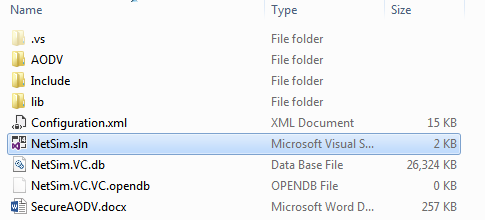 Name Type Size
.vs File folder
AODV File folder
Include File folder
lib File folder
Configuration.xml XML Document 15 KB
NetSim.sln Microsoft Visual S... 2 KB
NetSim.VC.db Data Base File 26,324 KB
NetSim.VC.VC.opendb OPENDB File 0 KB
SecureAODV.docx Microsoft Word D... 257 KB